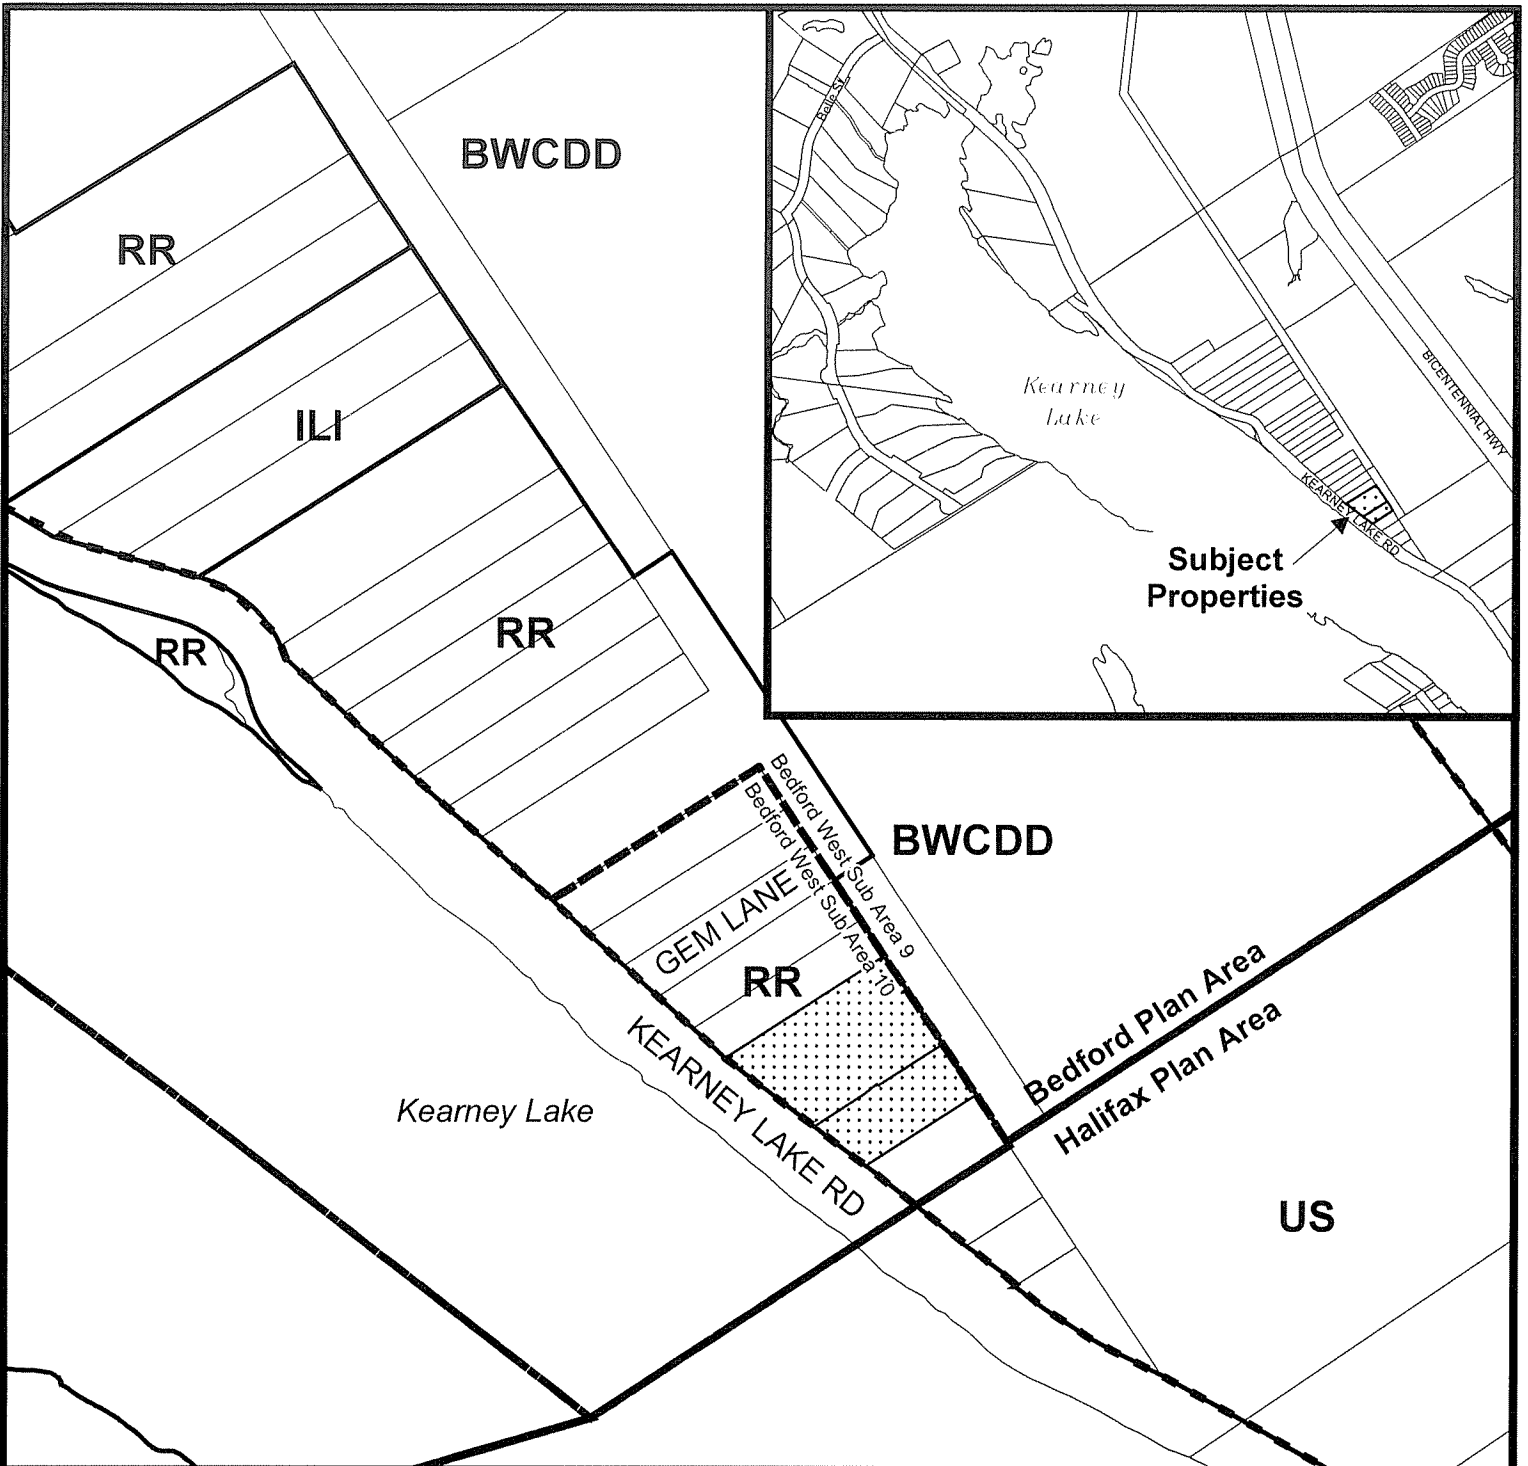 BWCDD
RR
ILI
RR
RR
Belle St
Kearney
Lake
BICENTENNIAL HWY
KEARNEY LAKE RD
Subject
Properties
Bedford West Sub Area 9
Bedford West Sub Area 10
BWCDD
GEM LANE
RR
KEARNEY LAKE RD
Kearney Lake
Bedford Plan Area
Halifax Plan Area
US